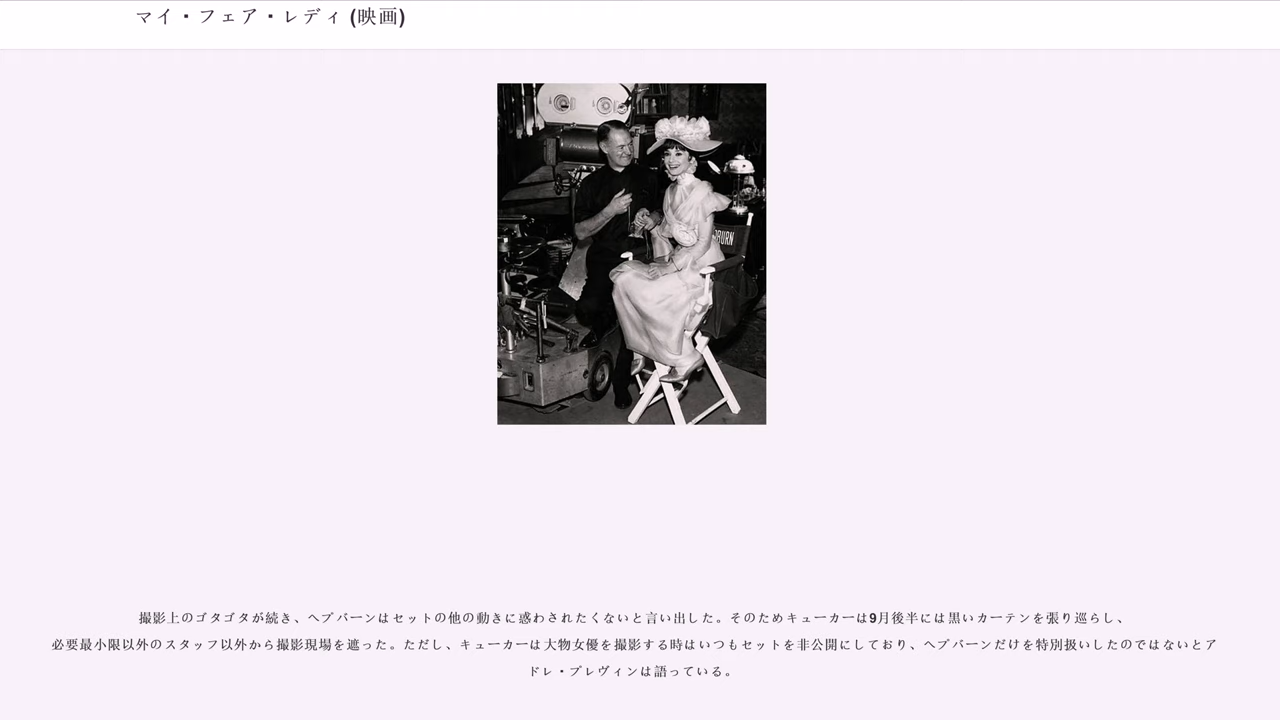 マイ・フェア・レディ (映画)
BURN
撮影上のゴタゴタが続き、ヘプバーンはセットの他の動きに惑わされたくないと言い出した。そのためキューカーは9月後半には黒いカーテンを張り巡らし、
必要最小限以外のスタッフ以外から撮影現場を遮った。ただし、キューカーは大物女優を撮影する時はいつもセットを非公開にしており、ヘプバーンだけを特別扱いしたのではないとア
ドレ・プレヴィンは語っている。